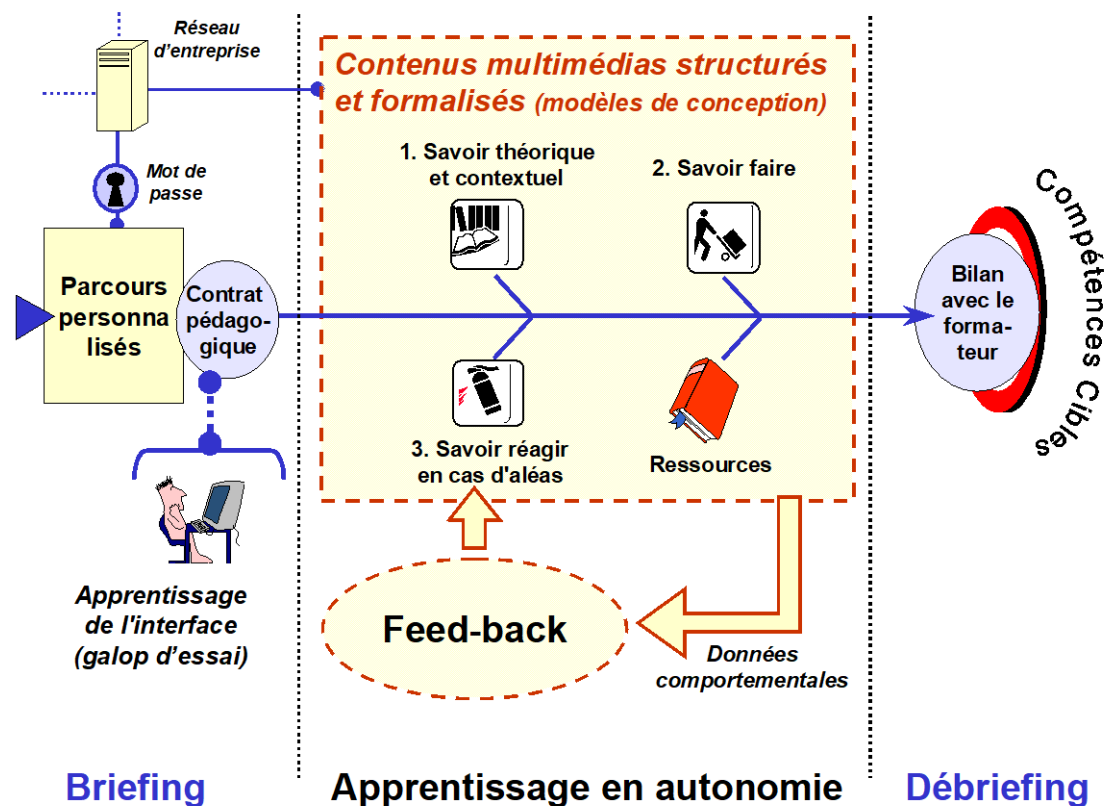 Réseau
d'entreprise
Mot de
passe
Parcours
personna
lisés
Contrat
pédago-
gique
Apprentissage
de l'interface
(galop d'essai)
Contenus multimédias structurés
et formalisés (modèles de conception)
1. Savoir théorique
et contextuel
2. Savoir faire
3. Savoir réagir
en cas d'aléas
Ressources
Feed-back
Données
comportementales
Bilan
avec le
forma-
teur
Compétences Cibles
Briefing
Apprentissage en autonomie
Débriefing